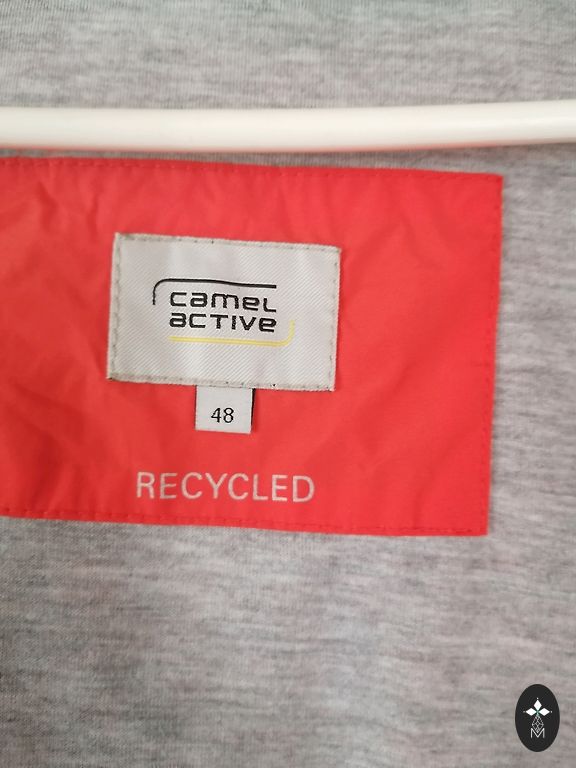 camel
active
48
RECYCLED
M